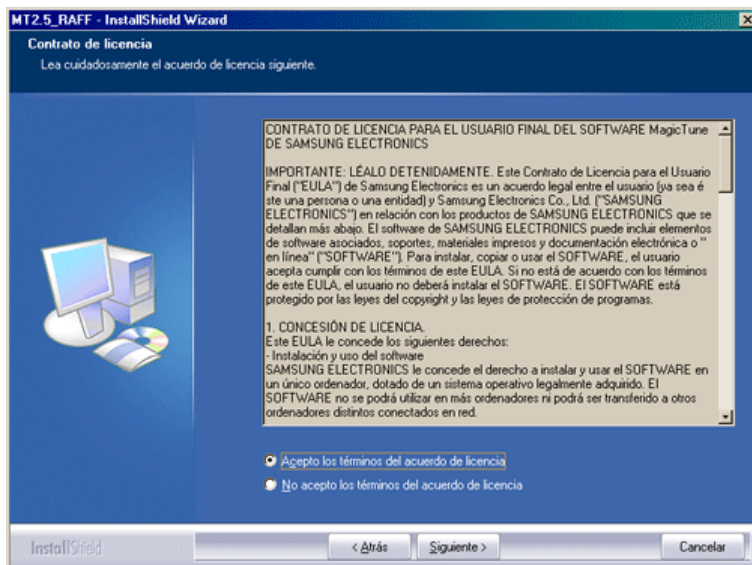 MT2.5_RAFF - InstallShield Wizard
Contrato de licencia
Lea cuidadosamente el acuerdo de licencia siguiente.
CONTRATO DE LICENCIA PARA EL USUARIO FINAL DEL SOFTWARE MagicTune
DE SAMSUNG ELECTRONICS
IMPORTANTE: LÉALO DETENIDAMENTE. Este Contrato de Licencia para el Usuario
Final ("EULA") de Samsung Electronics es un acuerdo legal entre el usuario (ya sea é
ste una persona o una entidad) y Samsung Electronics Co., Ltd. ("SAMSUNG
ELECTRONICS") en relación con los productos de SAMSUNG ELECTRONICS que se
detallan más abajo. El software de SAMSUNG ELECTRONICS puede incluir elementos
de software asociados, soportes, materiales impresos y documentación electrónica o "
en línea" ("SOFTWARE"). Para instalar, copiar o usar el SOFTWARE, el usuario
acepta cumplir con los términos de este EULA. Si no está de acuerdo con los términos
de este EULA, el usuario no deberá instalar el SOFTWARE. El SOFTWARE está
protegido por las leyes del copyright y las leyes de protección de programas.
1. CONCESIÓN DE LICENCIA.
Este EULA le concede los siguientes derechos:
- Instalación y uso del software
SAMSUNG ELECTRONICS le concede el derecho a instalar y usar el SOFTWARE en
un único ordenador, dotado de un sistema operativo legalmente adquirido. El
SOFTWARE no se podrá utilizar en más ordenadores ni podrá ser transferido a otros
ordenadores distintos conectados en red.
Acepto los términos del acuerdo de licencia
No acepto los términos del acuerdo de licencia
InstallShield
< Atrás
Siguiente >
Cancelar